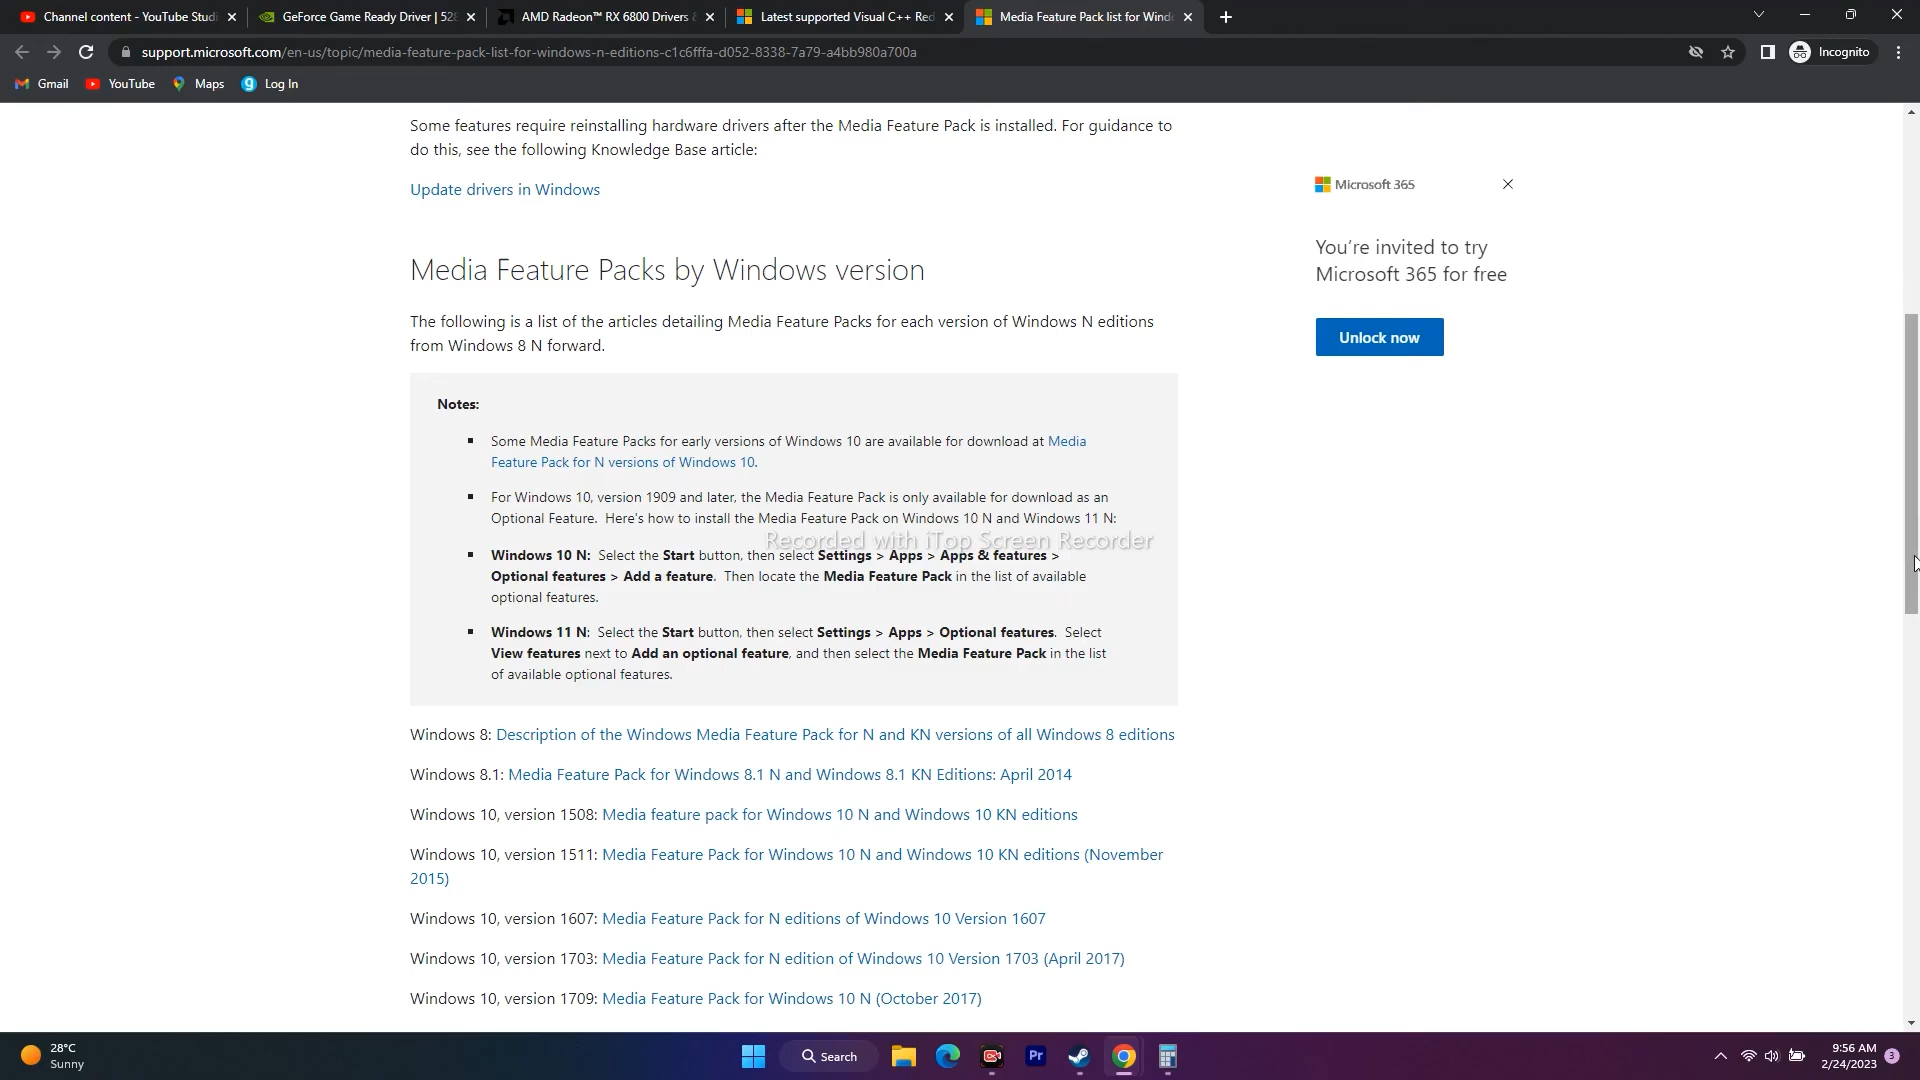 Channel content - YouTube Studi
GeForce Game Ready Driver | 528
AMD Radeon™ RX 6800 Drivers &
Latest supported Visual C++ Red
Media Feature Pack list for Windo
support.microsoft.com/en-us/topic/media-feature-pack-list-for-windows-n-editions-c1c6fffa-d052-8338-7a79-a4bb980a700a
Incognito
Gmail
YouTube
Maps
Log In
Some features require reinstalling hardware drivers after the Media Feature Pack is installed. For guidance to
do this, see the following Knowledge Base article:
Update drivers in Windows
Microsoft 365
You’re invited to try
Microsoft 365 for free
Unlock now
Media Feature Packs by Windows version
The following is a list of the articles detailing Media Feature Packs for each version of Windows N editions
from Windows 8 N forward.
Notes:
Some Media Feature Packs for early versions of Windows 10 are available for download at Media
Feature Pack for N versions of Windows 10.
For Windows 10, version 1909 and later, the Media Feature Pack is only available for download as an
Optional Feature.  Here's how to install the Media Feature Pack on Windows 10 N and Windows 11 N:
Recorded with iTop Screen Recorder
Windows 10 N:  Select the Start button, then select Settings > Apps > Apps & features >
Optional features > Add a feature.  Then locate the Media Feature Pack in the list of available
optional features.
Windows 11 N:  Select the Start button, then select Settings > Apps > Optional features.  Select
View features next to Add an optional feature, and then select the Media Feature Pack in the list
of available optional features.
Windows 8: Description of the Windows Media Feature Pack for N and KN versions of all Windows 8 editions
Windows 8.1: Media Feature Pack for Windows 8.1 N and Windows 8.1 KN Editions: April 2014
Windows 10, version 1508: Media feature pack for Windows 10 N and Windows 10 KN editions
Windows 10, version 1511: Media Feature Pack for Windows 10 N and Windows 10 KN editions (November
2015)
Windows 10, version 1607: Media Feature Pack for N editions of Windows 10 Version 1607
Windows 10, version 1703: Media Feature Pack for N edition of Windows 10 Version 1703 (April 2017)
Windows 10, version 1709: Media Feature Pack for Windows 10 N (October 2017)
28°C
Sunny
Search
Pr
9:56 AM
2/24/2023
3